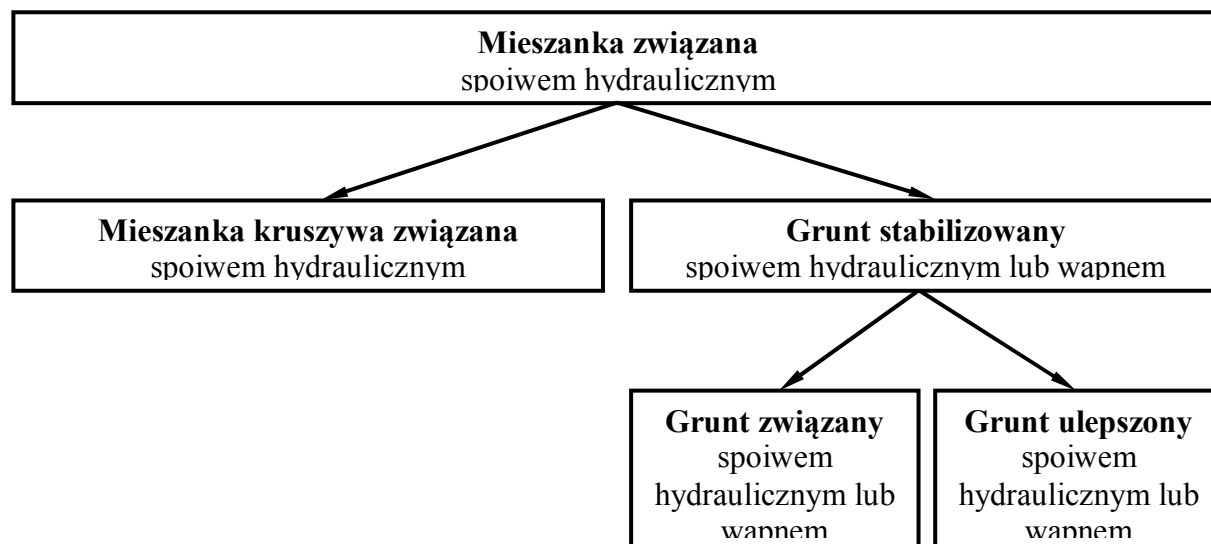 Mieszanka związana
spoiwem hydraulicznym
Mieszanka kruszywa związana
spoiwem hydraulicznym
Grunt stabilizowany
spoiwem hydraulicznym lub wapnem
Grunt związany
spoiwem
hydraulicznym lub
wapnem
Grunt ulepszony
spoiwem
hydraulicznym lub
wapnem